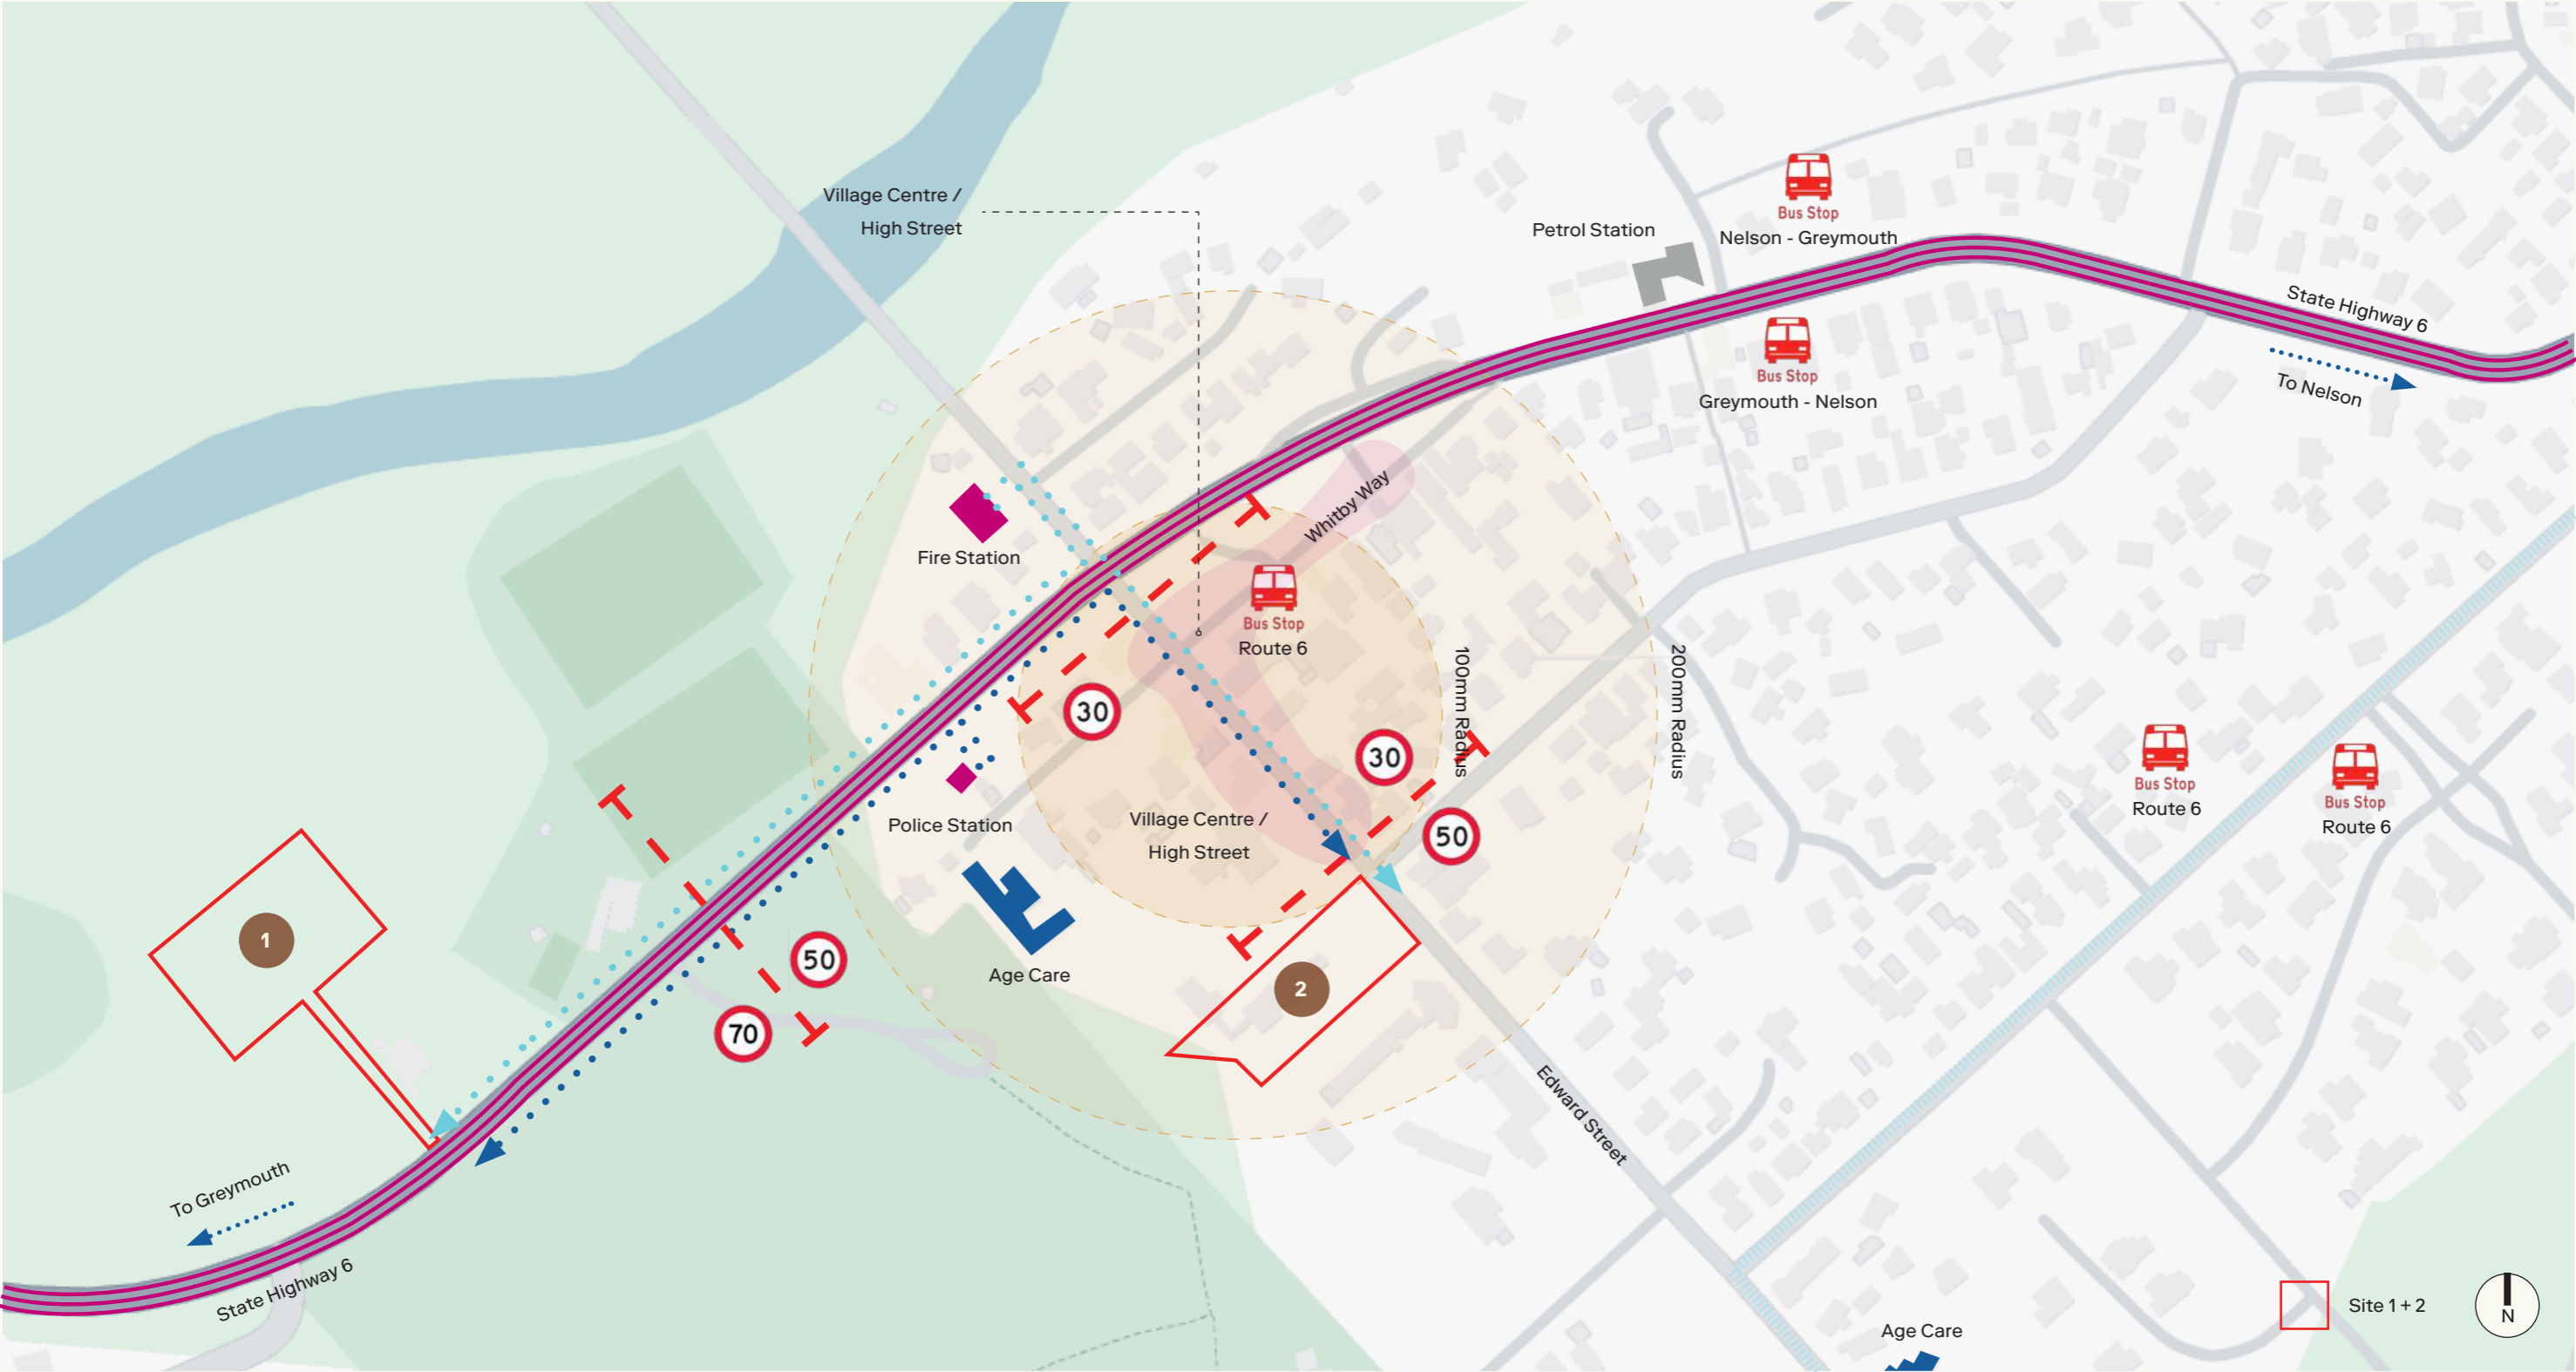 Village Centre /
High Street
Bus Stop
Nelson - Greymouth
Petrol Station
State Highway 6
To Nelson
Bus Stop
Greymouth - Nelson
Whitby Way
Fire Station
Bus Stop
Route 6
100mm Radius
200mm Radius
30
30
50
Police Station
Village Centre /
High Street
Bus Stop
Route 6
Bus Stop
Route 6
1
50
70
Age Care
2
Edward Street
To Greymouth
State Highway 6
Age Care
Site 1 + 2
N